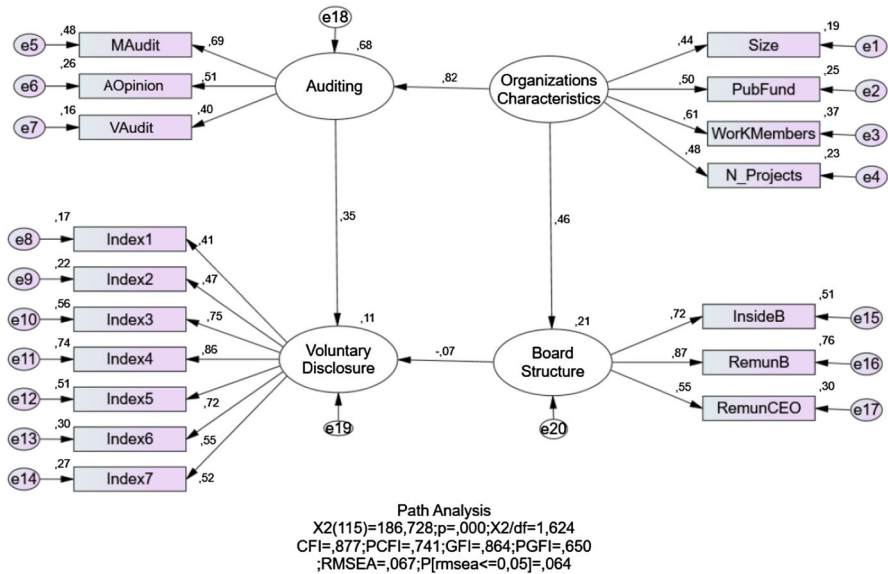 e18
,48
,68
,19
e5
MAudit
,69
,44
Size
e1
,26
e6
AOpinion
,51
Auditing
,82
Organizations
Characteristics
,50
,25
PubFund
e2
,16
e7
VAudit
,40
,61
,37
WorKMembers
e3
,48
,23
N_Projects
e4
,35
,46
,17
e8
Index1
,41
,22
e9
Index2
,47
,56
e10
Index3
,75
,11
,21
,72
,51
InsideB
e15
,74
e11
Index4
,86
Voluntary
Disclosure
-,07
Board
Structure
,87
,76
RemunB
e16
,51
e12
Index5
,72
,55
,30
RemunCEO
e17
,30
e13
Index6
,55
e19
e20
,27
e14
Index7
,52
Path Analysis
X2(115)=186,728;p=,000;X2/df=1,624
CFI=,877;PCFI=,741;GFI=,864;PGFI=,650
;RMSEA=,067;P[rmsea<=0,05]=,064